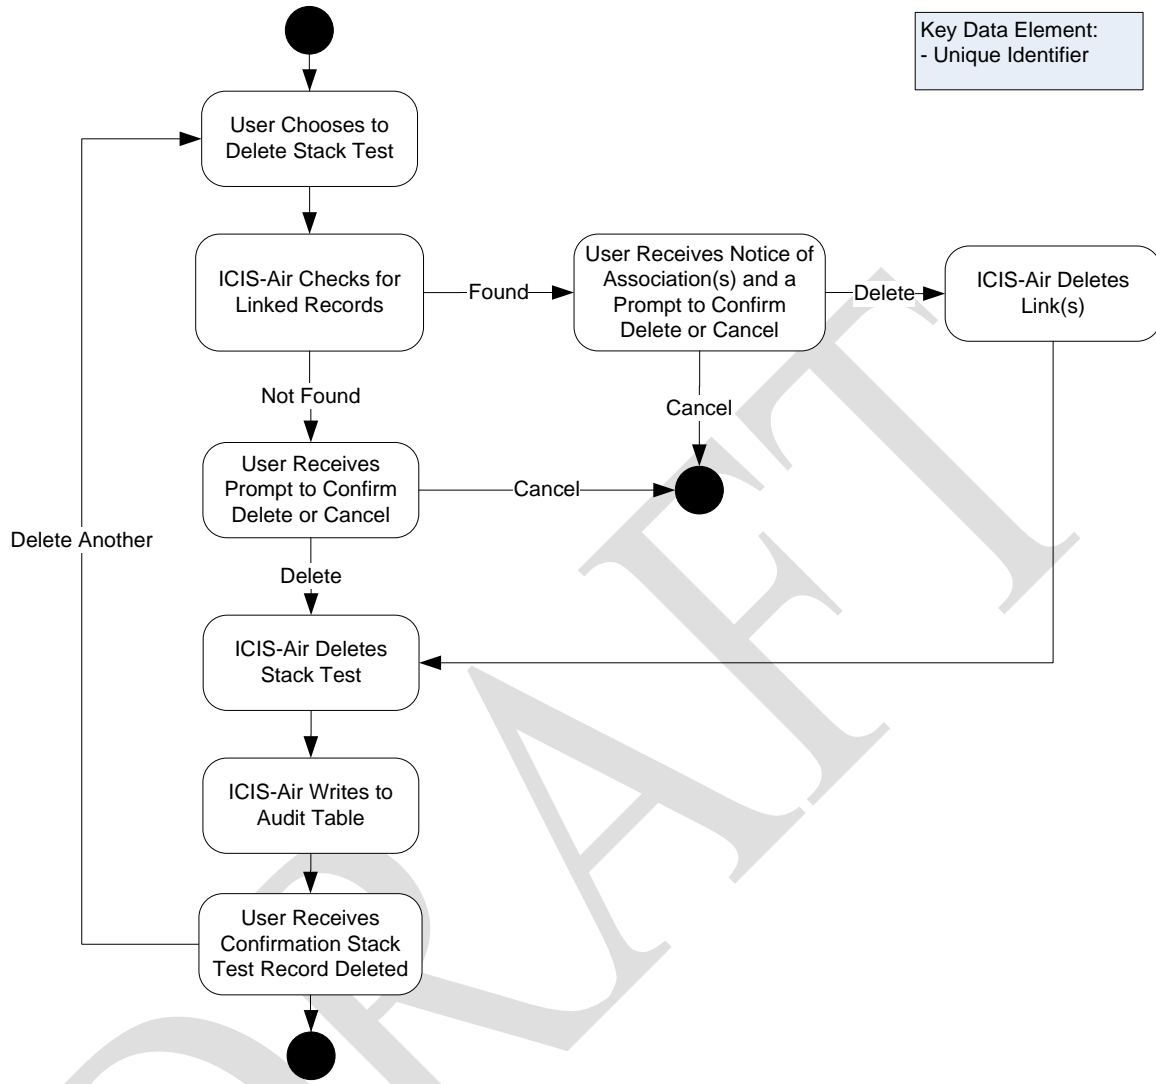 Key Data Element:
- Unique Identifier
User Chooses to
Delete Stack Test
ICIS-Air Checks for
Linked Records
Found
User Receives Notice of
Association(s) and a
Prompt to Confirm
Delete or Cancel
Delete
ICIS-Air Deletes
Link(s)
Not Found
Cancel
User Receives
Prompt to Confirm
Delete or Cancel
Cancel
Delete Another
Delete
ICIS-Air Deletes
Stack Test
ICIS-Air Writes to
Audit Table
User Receives
Confirmation Stack
Test Record Deleted
DRAFT